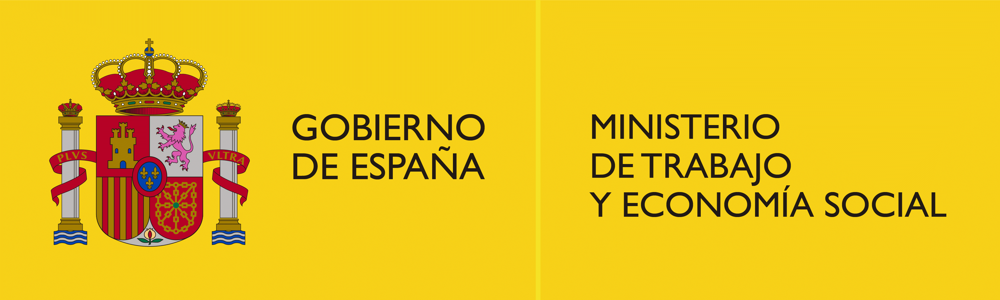 PLVS
VLTRA
GOBIERNO
DE ESPAÑA
MINISTERIO
DE TRABAJO
Y ECONOMÍA SOCIAL